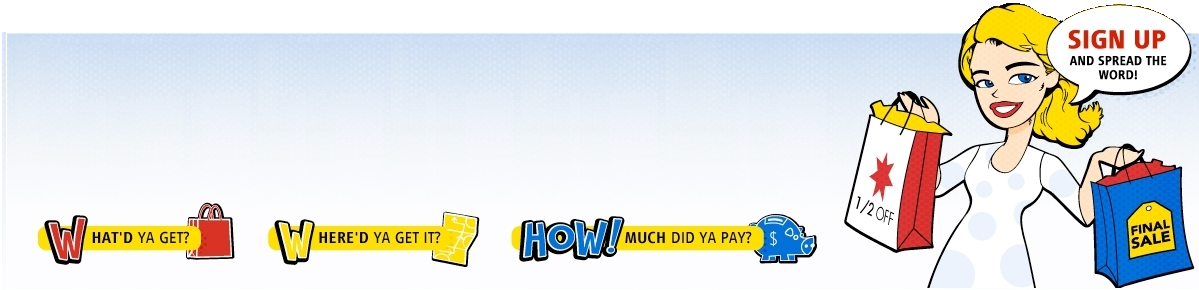 SIGN UP
AND SPREAD THE
WORD!
1/2 OFF
FINAL
SALE
WHAT'D YA GET?
WHERE'D YA GET IT?
HOW! MUCH DID YA PAY?
$